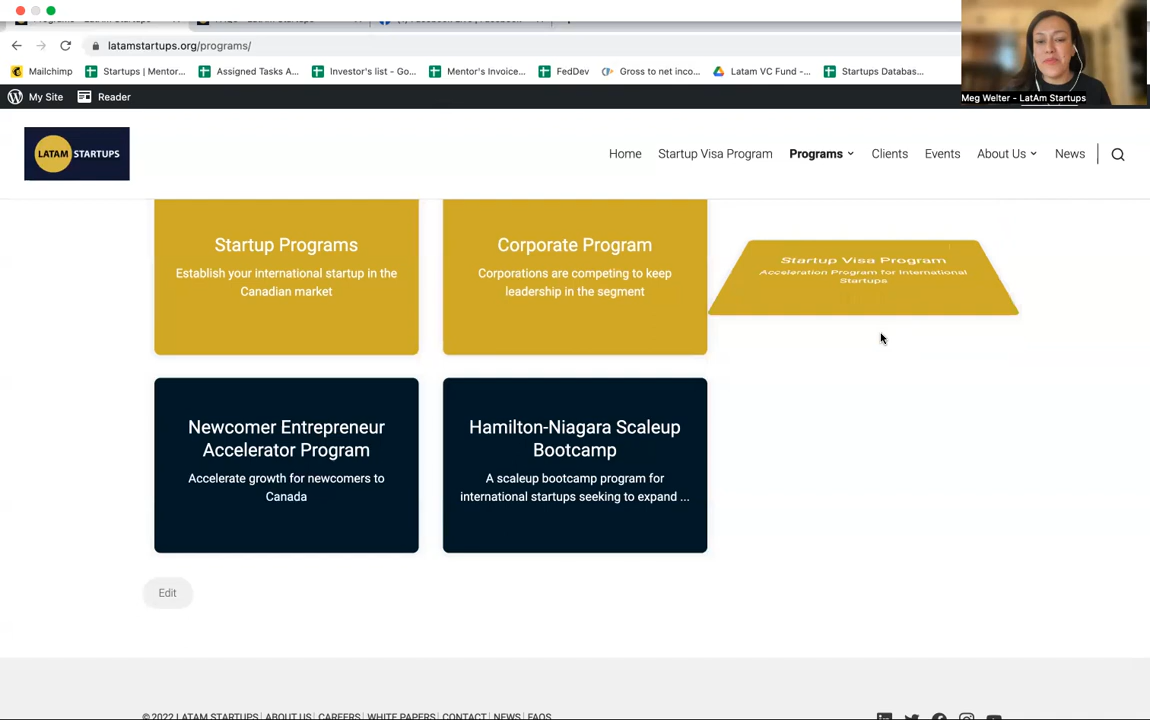 latamstartups.org/programs/
Mailchimp
Startups | Mentor...
Assigned Tasks A...
Investor's list - Go...
Mentor's Invoice...
FedDev
Gross to net inco...
Latam VC Fund -...
Startups Databas...
Meg Welter - LatAm Startups
My Site
Reader
LATAM STARTUPS
Home
Startup Visa Program
Programs
Clients
Events
About Us
News
Startup Programs
Establish your international startup in the
Canadian market
Corporate Program
Corporations are competing to keep
leadership in the segment
Startup Visa Program
Acceleration Program for International
Startups
Newcomer Entrepreneur
Accelerator Program
Accelerate growth for newcomers to
Canada
Hamilton-Niagara Scaleup
Bootcamp
A scaleup bootcamp program for
international startups seeking to expand ...
Edit
©2022 LATAM STARTUPS| ABOUT US| CAREERS| WHITE PAPERS| CONTACT| NEWS| FAQS